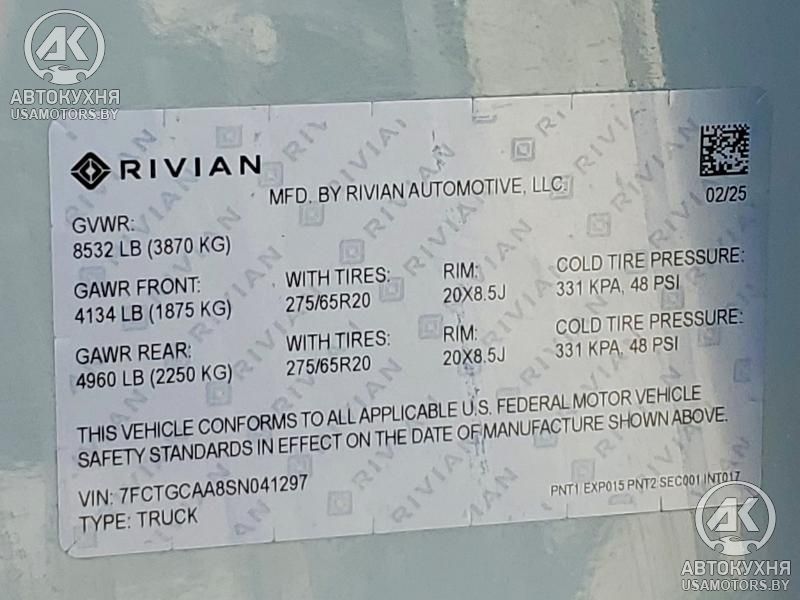 AK
АВТОКУХНЯ
USAMOTORS.BY
RIVIAN
MFD. BY RIVIAN AUTOMOTIVE, LLC.
02/25
GVWR:
8532 LB (3870 KG)
GAWR FRONT: WITH TIRES: RIM: COLD TIRE PRESSURE:
4134 LB (1875 KG) 275/65R20 20X8.5J 331 KPA, 48 PSI
GAWR REAR: WITH TIRES: RIM: COLD TIRE PRESSURE:
4960 LB (2250 KG) 275/65R20 20X8.5J 331 KPA, 48 PSI
THIS VEHICLE CONFORMS TO ALL APPLICABLE U.S. FEDERAL MOTOR VEHICLE
SAFETY STANDARDS IN EFFECT ON THE DATE OF MANUFACTURE SHOWN ABOVE.
VIN: 7FCTGCAA8SN041297
TYPE: TRUCK
PNT1 EXP015 PNT2 SEC001 INT017
AK
АВТОКУХНЯ
USAMOTORS.BY